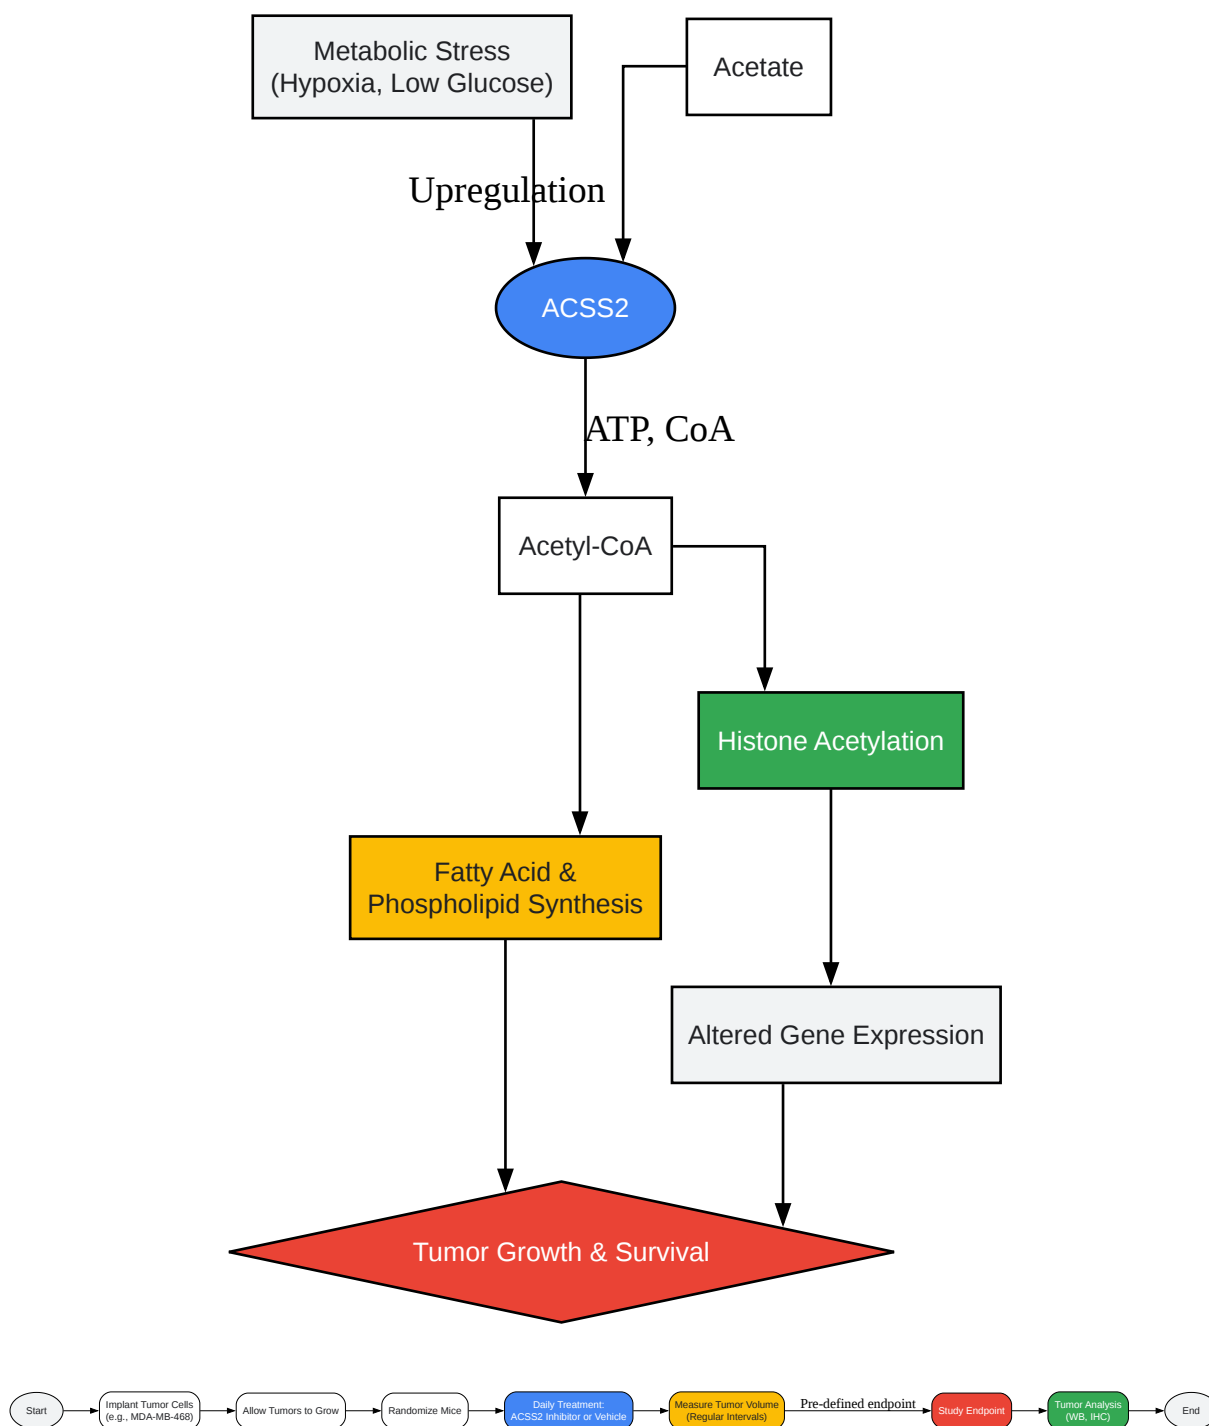 Metabolic Stress
(Hypoxia, Low Glucose)
Acetate
Upregulation
ACSS2
ATP, CoA
Acetyl-CoA
Histone Acetylation
Fatty Acid &
Phospholipid Synthesis
Altered Gene Expression
Tumor Growth & Survival
Start
Implant Tumor Cells
(e.g., MDA-MB-468)
Allow Tumors to Grow
Randomize Mice
Daily Treatment:
ACSS2 Inhibitor or Vehicle
Measure Tumor Volume
(Regular Intervals)
Pre-defined endpoint
Study Endpoint
Tumor Analysis
(WB, IHC)
End